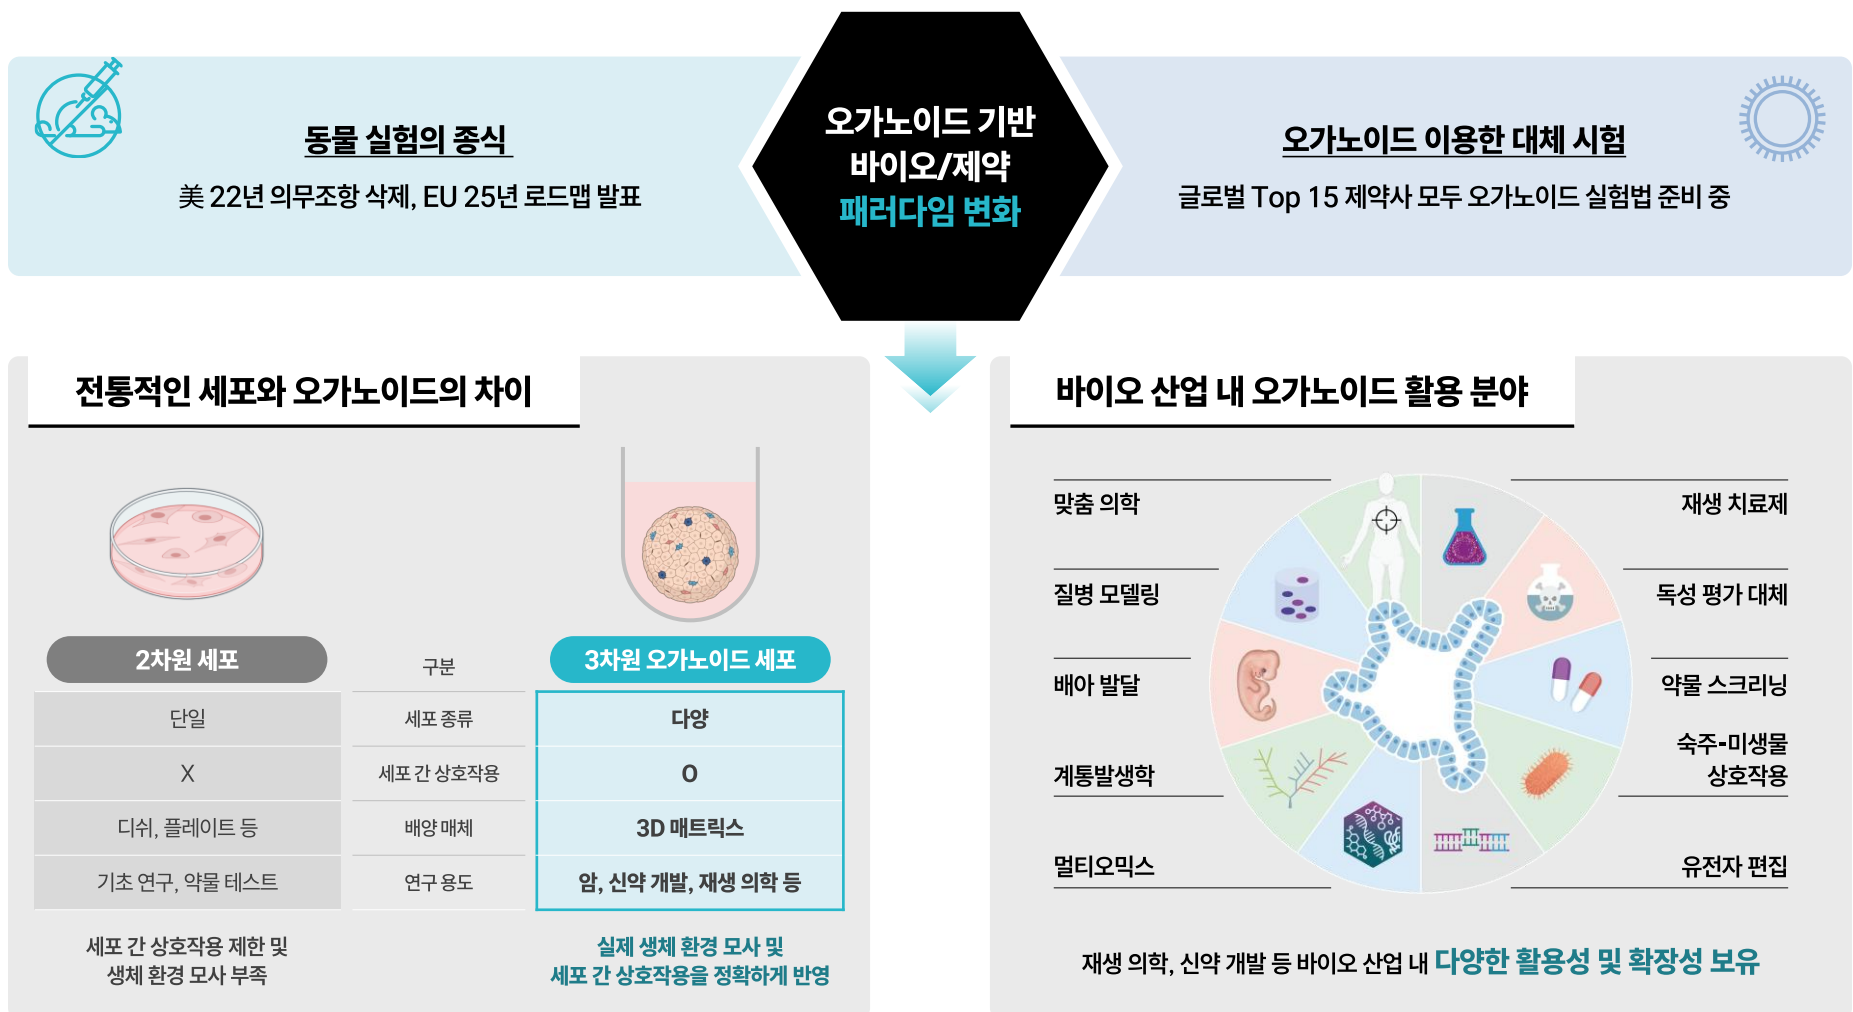 동물 실험의 종식
美 22년 의무조항 삭제, EU 25년 로드맵 발표
오가노이드 기반
바이오/제약
패러다임 변화
오가노이드 이용한 대체 시험
글로벌 Top 15 제약사 모두 오가노이드 실험법 준비 중
전통적인 세포와 오가노이드의 차이
2차원 세포
구분
3차원 오가노이드 세포
단일
세포 종류
다양
X
세포 간 상호작용
O
디쉬, 플레이트 등
배양 매체
3D 매트릭스
기초 연구, 약물 테스트
연구 용도
암, 신약 개발, 재생 의학 등
세포 간 상호작용 제한 및
생체 환경 모사 부족
실제 생체 환경 모사 및
세포 간 상호작용을 정확하게 반영
바이오 산업 내 오가노이드 활용 분야
맞춤 의학
재생 치료제
질병 모델링
독성 평가 대체
배아 발달
약물 스크리닝
계통발생학
숙주-미생물
상호작용
멀티오믹스
유전자 편집
재생 의학, 신약 개발 등 바이오 산업 내 다양한 활용성 및 확장성 보유